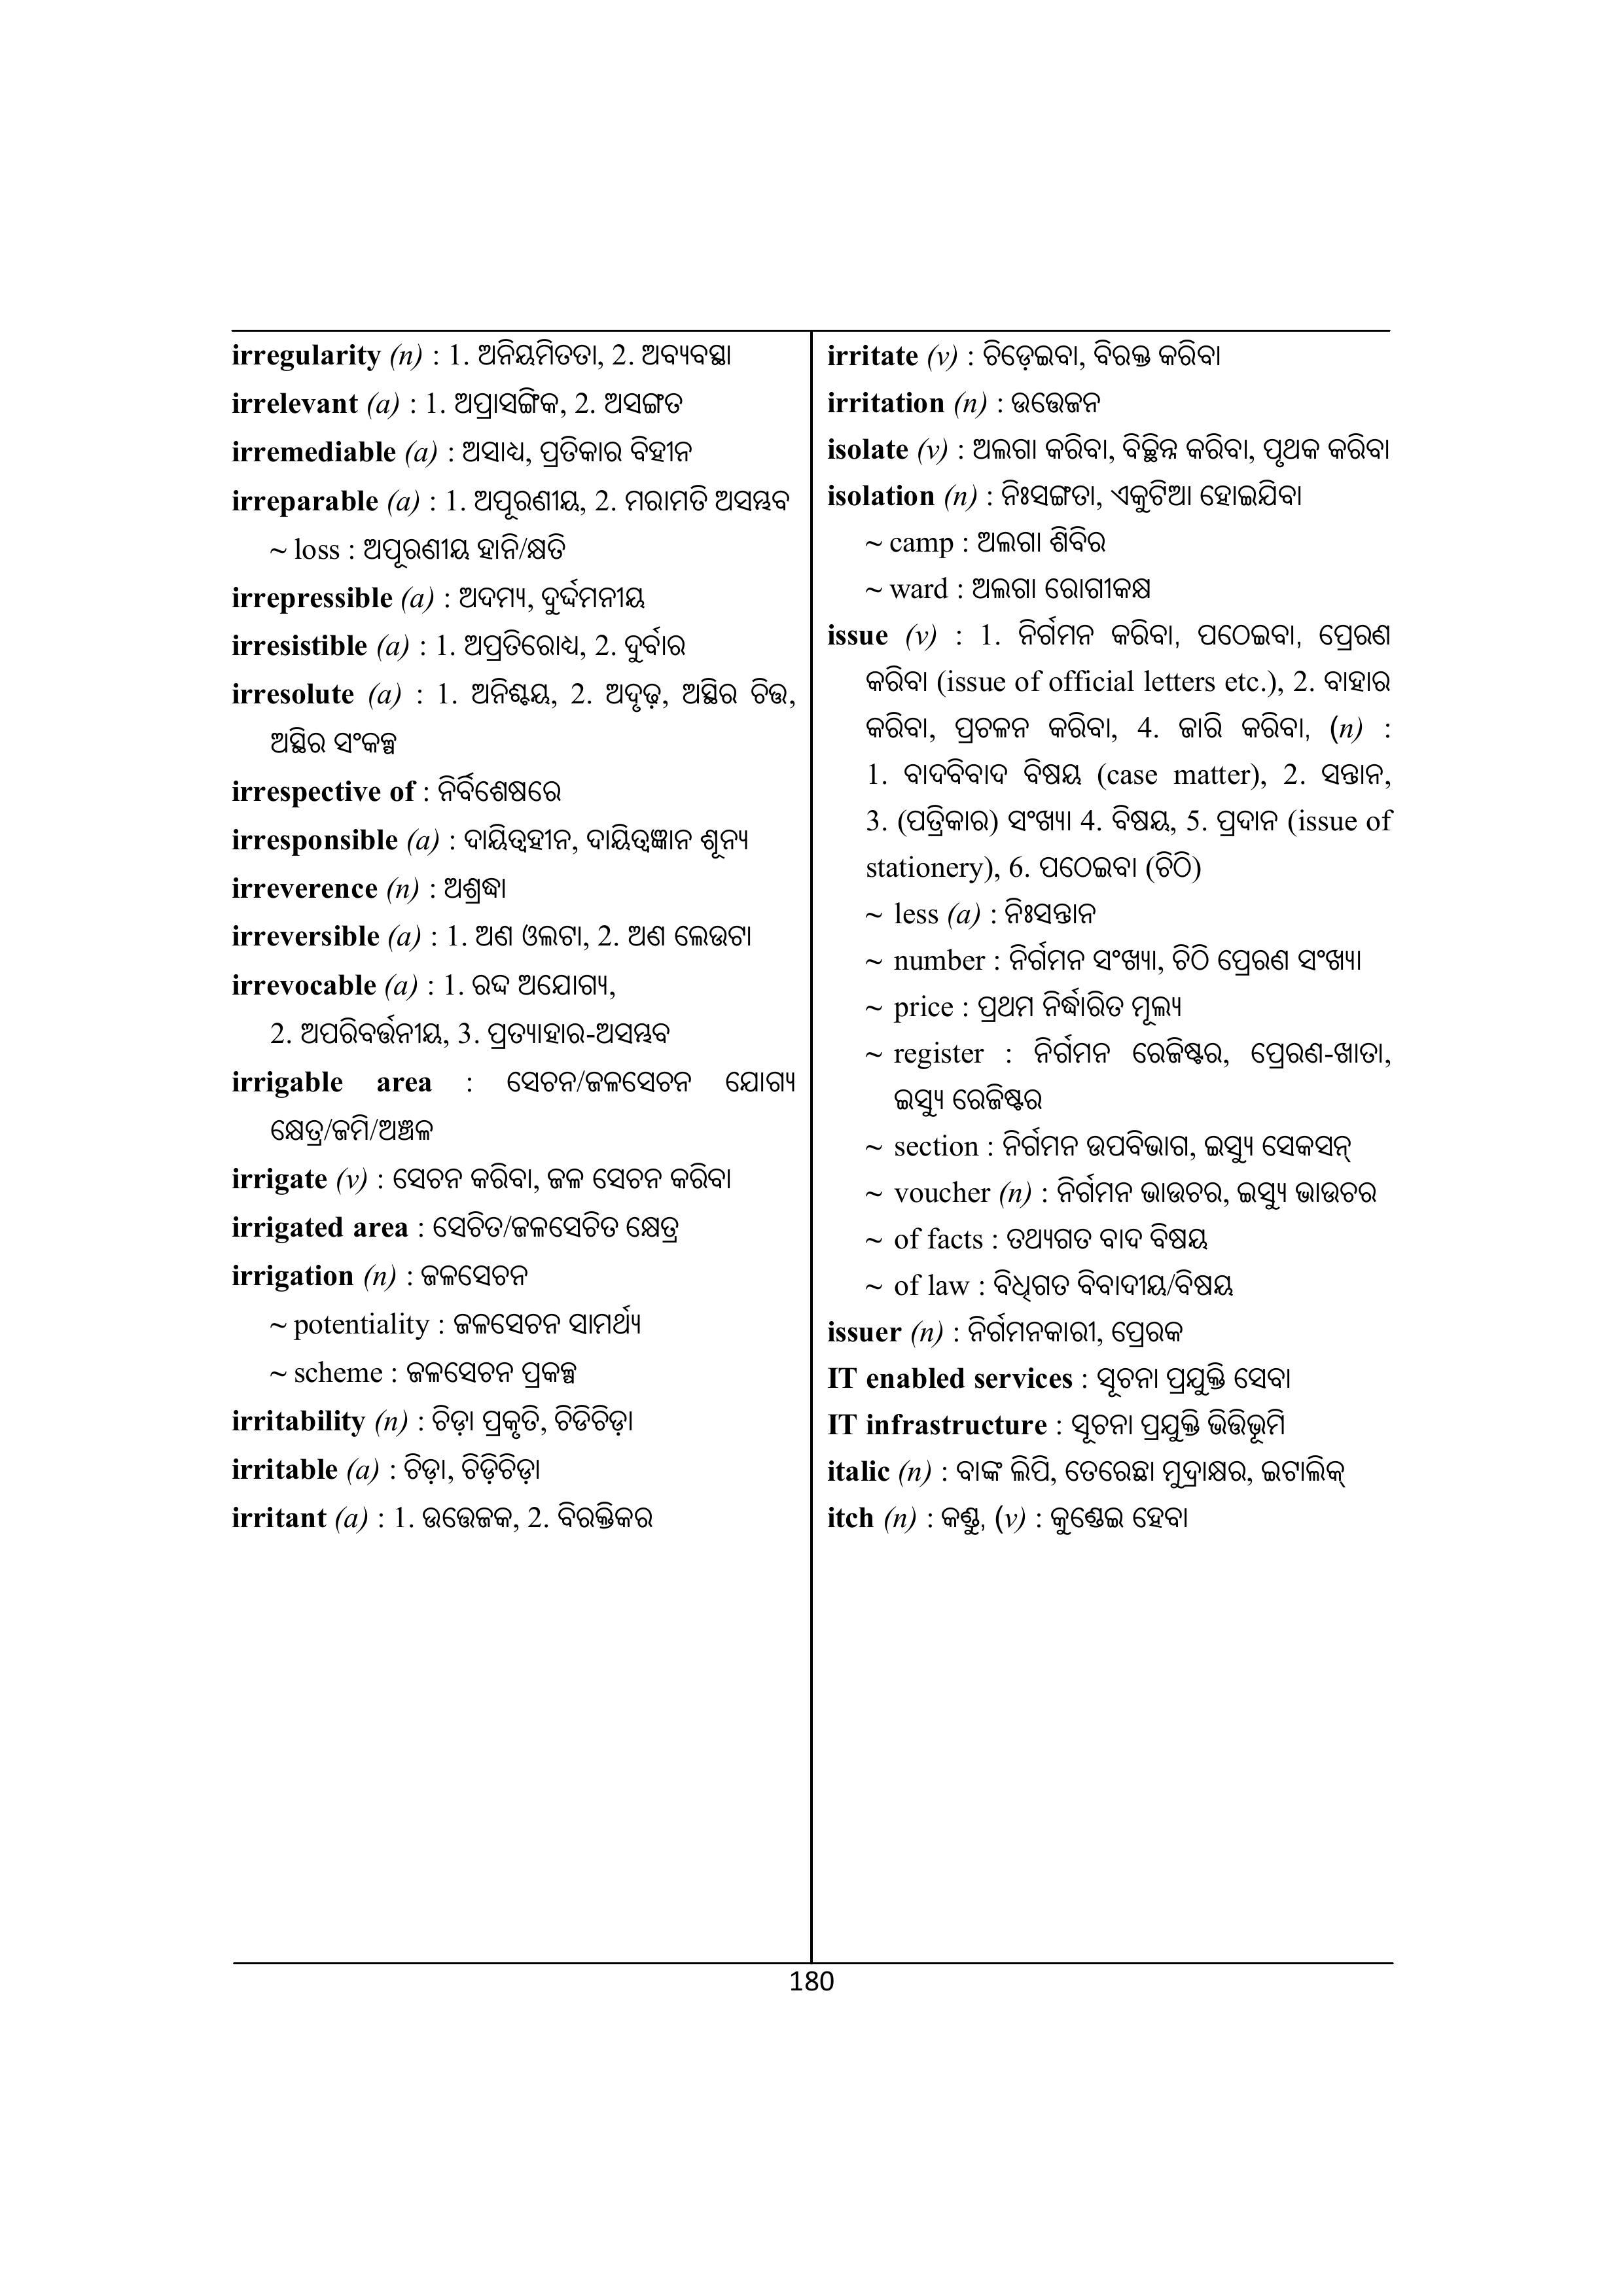 irregularity (n) : 1. ଅନିୟମିତତା, 2. ଅବ୍ୟବସ୍ଥା
irrelevant (a) : 1. ଅପ୍ରାସଙ୍ଗିକ, 2. ଅସଙ୍ଗତ
irremediable (a) : ଅସାଧ୍ୟ, ପ୍ରତିକାର ବିହୀନ
irreparable (a) : 1. ଅପୂରଣୀୟ, 2. ମରାମତି ଅସମ୍ଭବ
~ loss : ଅପୂରଣୀୟ ହାନି/କ୍ଷତି
irrepressible (a) : ଅଦମ୍ୟ, ଦୁର୍ଦ୍ଦମନୀୟ
irresistible (a) : 1. ଅପ୍ରତିରୋଧ୍ୟ, 2. ଦୁର୍ବାର
irresolute (a) : 1. ଅନିଶ୍ଚୟ, 2. ଅଦୃଢ଼, ଅସ୍ଥିର ଚିତ୍ତ,
ଅସ୍ଥିର ସଂକଳ୍ପ
irrespective of : ନିର୍ବିଶେଷରେ
irresponsible (a) : ଦାୟିତ୍ୱହୀନ, ଦାୟିତ୍ୱଜ୍ଞାନ ଶୂନ୍ୟ
irreverence (n) : ଅଶ୍ରଦ୍ଧା
irreversible (a) : 1. ଅଣ ଓଲଟା, 2. ଅଣ ଲେଉଟା
irrevocable (a) : 1. ରଦ୍ଦ ଅଯୋଗ୍ୟ,
2. ଅପରିବର୍ତ୍ତନୀୟ, 3. ପ୍ରତ୍ୟାହାର-ଅସମ୍ଭବ
irrigable area : ସେଚନ/ଜଳସେଚନ ଯୋଗ୍ୟ
କ୍ଷେତ୍ର/ଜମି/ଅଞ୍ଚଳ
irrigate (v) : ସେଚନ କରିବା, ଜଳ ସେଚନ କରିବା
irrigated area : ସେଚିତ/ଜଳସେଚିତ କ୍ଷେତ୍ର
irrigation (n) : ଜଳସେଚନ
~ potentiality : ଜଳସେଚନ ସାମର୍ଥ୍ୟ
~ scheme : ଜଳସେଚନ ପ୍ରକଳ୍ପ
irritability (n) : ଚିଡ଼ା ପ୍ରକୃତି, ଚିଡିଚିଡ଼ା
irritable (a) : ଚିଡ଼ା, ଚିଡ଼ିଚିଡ଼ା
irritant (a) : 1. ଉତ୍ତେଜକ, 2. ବିରକ୍ତିକର
irritate (v) : ଚିଡ଼େଇବା, ବିରକ୍ତ କରିବା
irritation (n) : ଉତ୍ତେଜନ
isolate (v) : ଅଲଗା କରିବା, ବିଚ୍ଛିନ୍ନ କରିବା, ପୃଥକ କରିବା
isolation (n) : ନିଃସଙ୍ଗତା, ଏକୁଟିଆ ହୋଇଯିବା
~ camp : ଅଲଗା ଶିବିର
~ ward : ଅଲଗା ରୋଗୀକକ୍ଷ
issue (v) : 1. ନିର୍ଗମନ କରିବା, ପଠେଇବା, ପ୍ରେରଣ
କରିବା (issue of official letters etc.), 2. ବାହାର
କରିବା, ପ୍ରଚଳନ କରିବା, 4. ଜାରି କରିବା, (n) :
1. ବାଦବିବାଦ ବିଷୟ (case matter), 2. ସନ୍ତାନ,
3. (ପତ୍ରିକାର) ସଂଖ୍ୟା 4. ବିଷୟ, 5. ପ୍ରଦାନ (issue of
stationery), 6. ପଠେଇବା (ଚିଠି)
~ less (a) : ନିଃସନ୍ତାନ
~ number : ନିର୍ଗମନ ସଂଖ୍ୟା, ଚିଠି ପ୍ରେରଣ ସଂଖ୍ୟା
~ price : ପ୍ରଥମ ନିର୍ଦ୍ଧାରିତ ମୂଲ୍ୟ
~ register : ନିର୍ଗମନ ରେଜିଷ୍ଟର, ପ୍ରେରଣ-ଖାତା,
ଇସ୍ୟୁ ରେଜିଷ୍ଟର
~ section : ନିର୍ଗମନ ଉପବିଭାଗ, ଇସ୍ୟୁ ସେକସନ୍
~ voucher (n) : ନିର୍ଗମନ ଭାଉଚର, ଇସ୍ୟୁ ଭାଉଚର
~ of facts : ତଥ୍ୟଗତ ବାଦ ବିଷୟ
~ of law : ବିଧିଗତ ବିବାଦୀୟ/ବିଷୟ
issuer (n) : ନିର୍ଗମନକାରୀ, ପ୍ରେରକ
IT enabled services : ସୂଚନା ପ୍ରଯୁକ୍ତି ସେବା
IT infrastructure : ସୂଚନା ପ୍ରଯୁକ୍ତି ଭିତ୍ତିଭୂମି
italic (n) : ବାଙ୍କ ଲିପି, ତେରେଛା ମୁଦ୍ରାକ୍ଷର, ଇଟାଲିକ୍
itch (n) : କଣ୍ଡୁ, (v) : କୁଣ୍ଡେଇ ହେବା
180